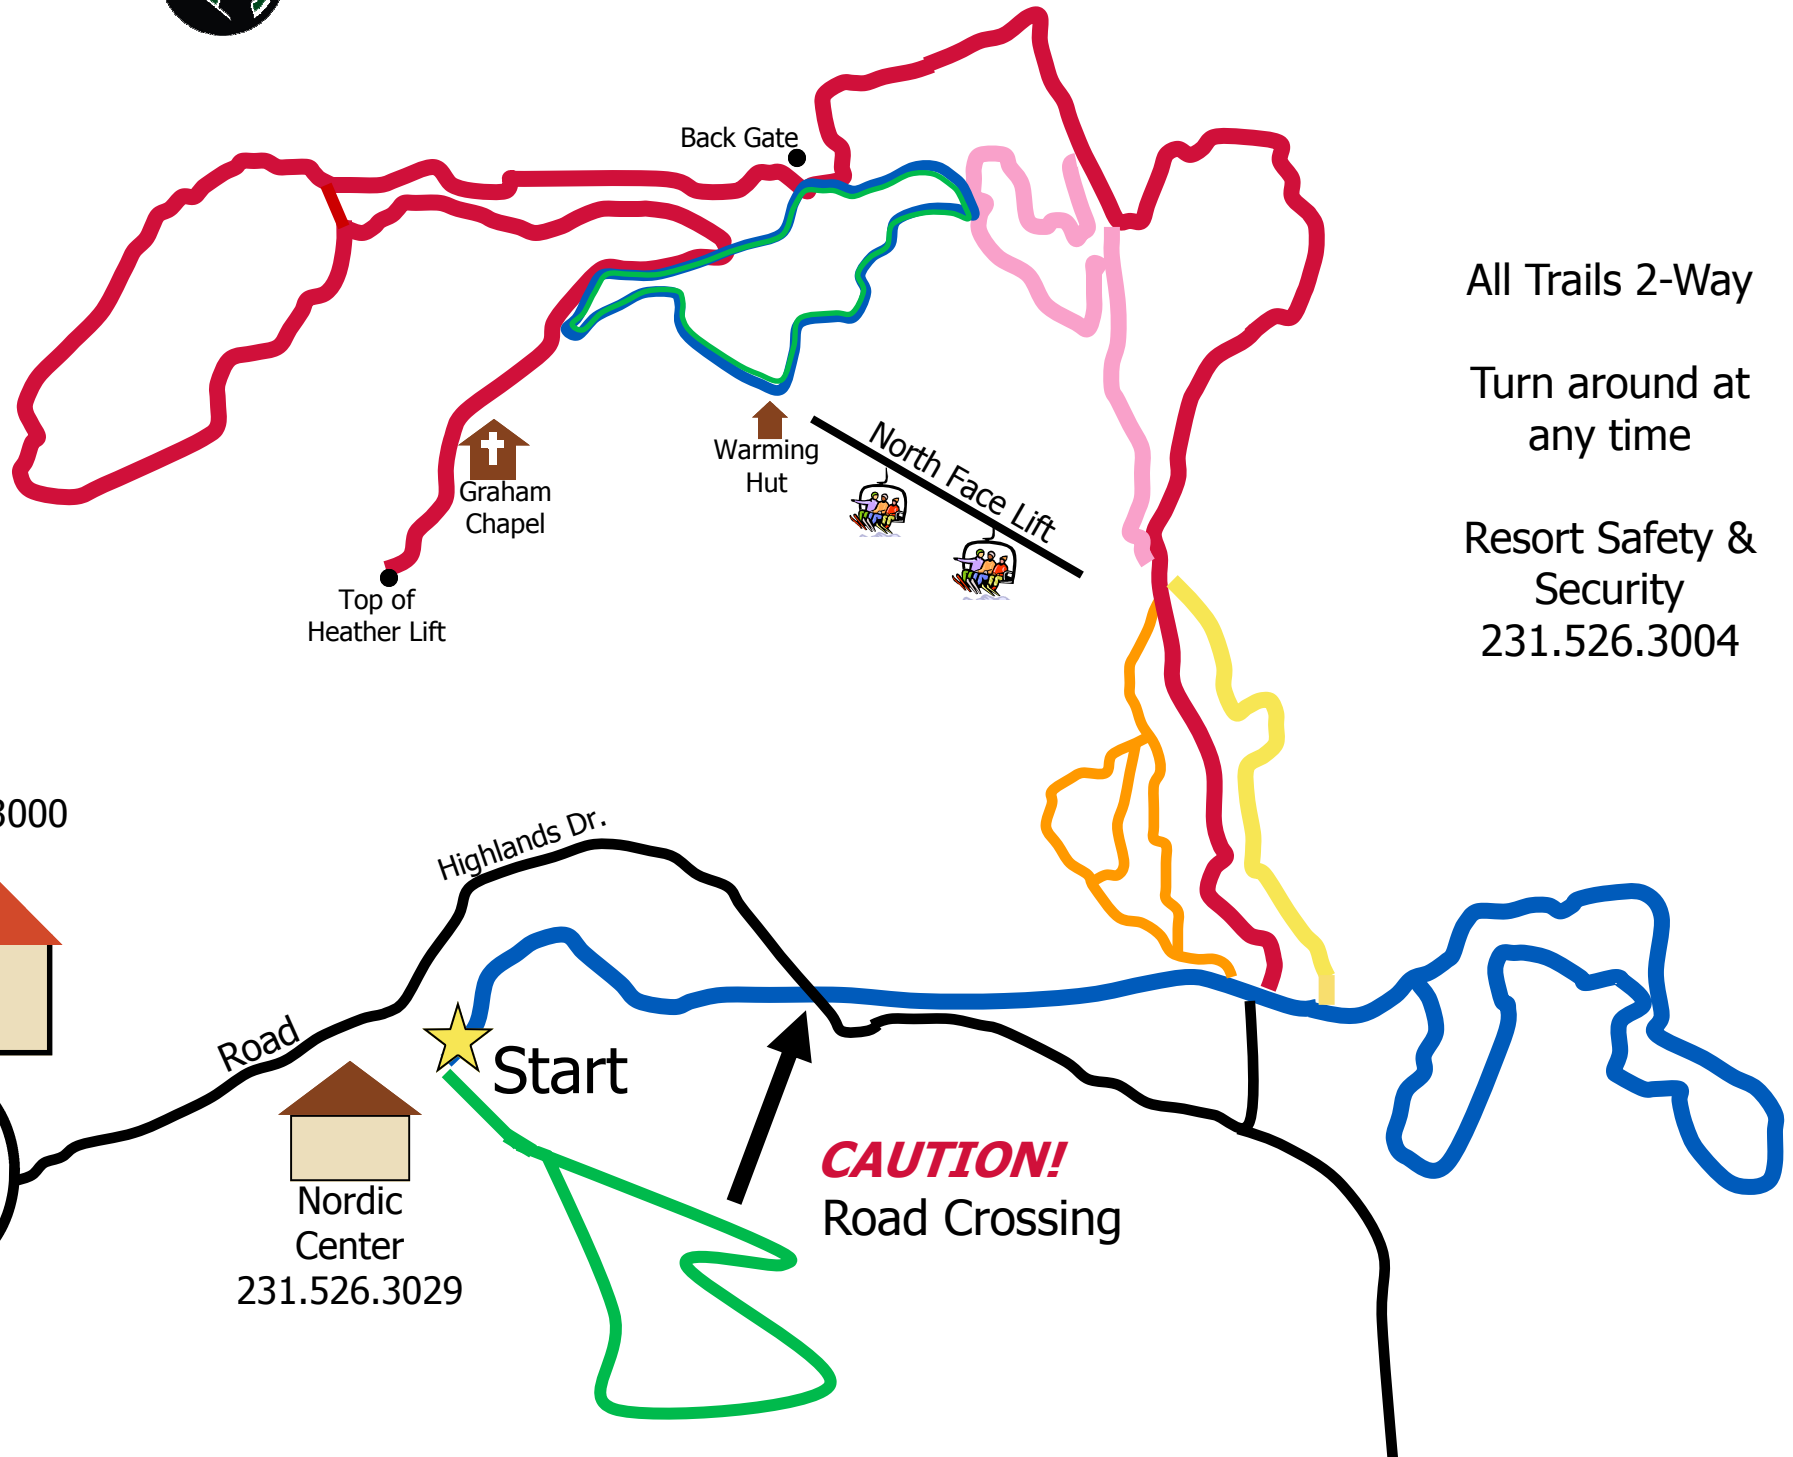 Back Gate
All Trails 2-Way
Turn around at
any time
Resort Safety &
Security
231.526.3004
North Face Lift
Warming
Hut
Graham
Chapel
Top of
Heather Lift
3000
Highlands Dr.
Road
Start
CAUTION!
Road Crossing
Nordic
Center
231.526.3029